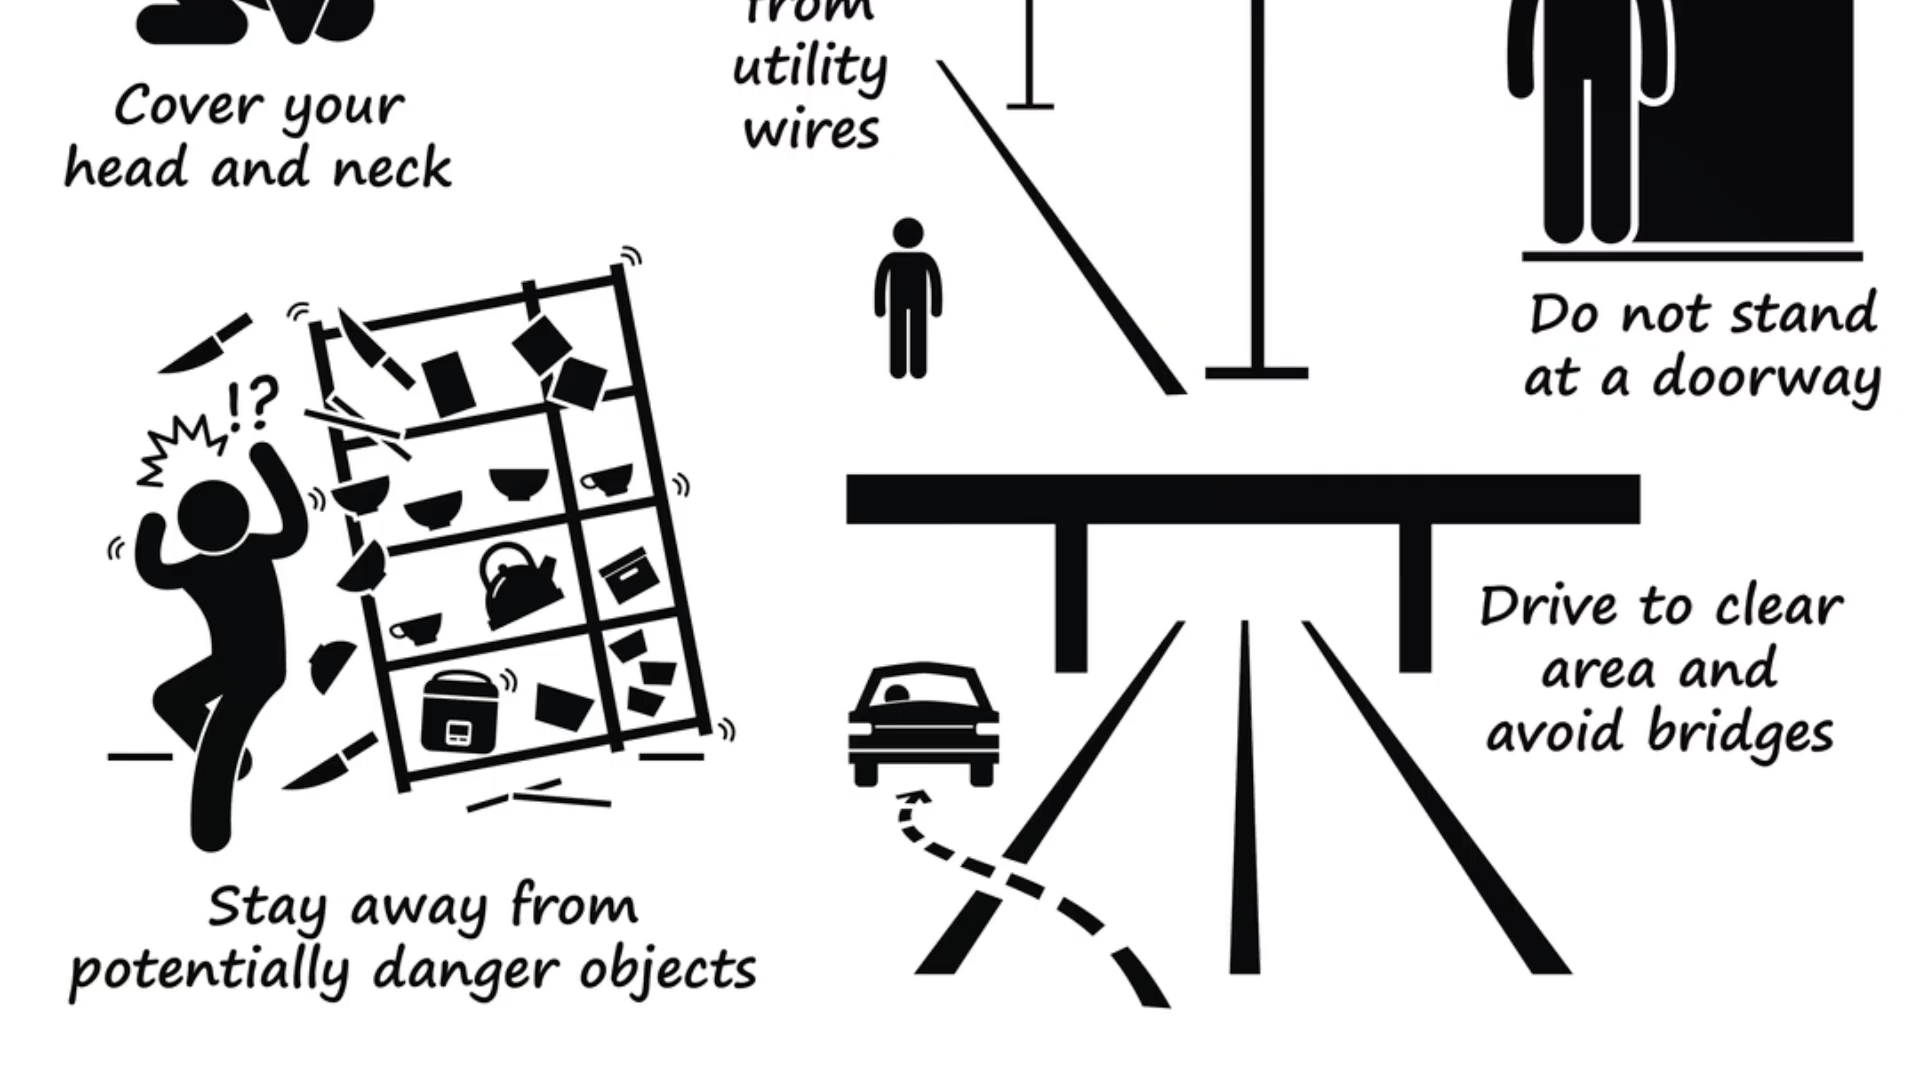 Cover your
head and neck
from
utility
wires
Do not stand
at a doorway
!?
Drive to clear
area and
avoid bridges
Stay away from
potentially danger objects